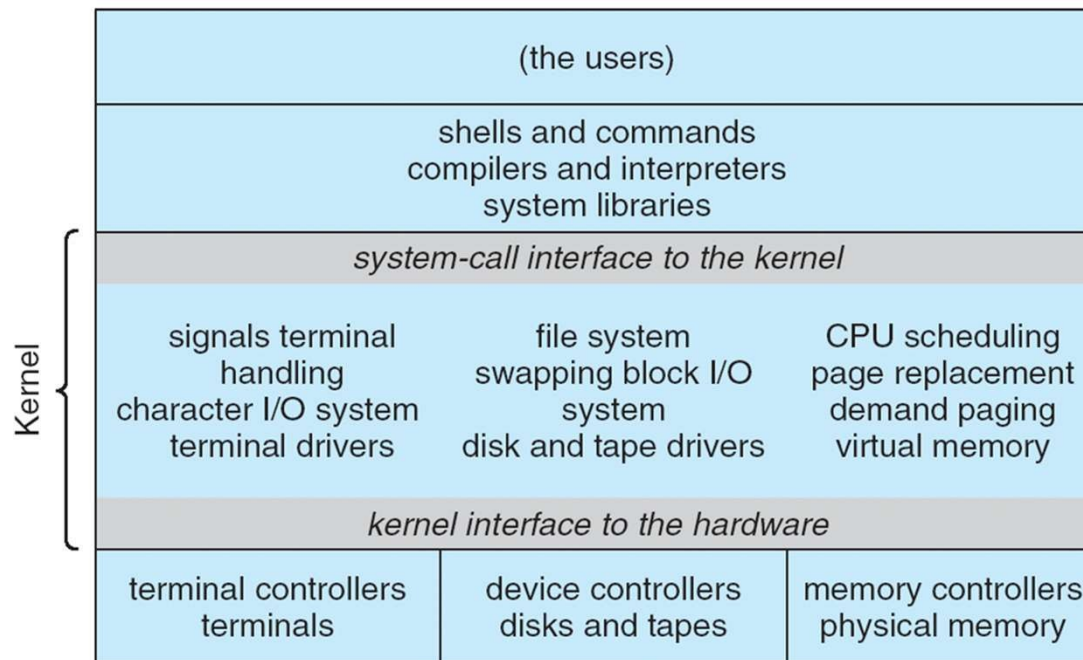 (the users)
shells and commands
compilers and interpreters
system libraries
system-call interface to the kernel
Kernel
signals terminal
handling
character I/O system
terminal drivers
file system
swapping block I/O
system
disk and tape drivers
CPU scheduling
page replacement
demand paging
virtual memory
kernel interface to the hardware
terminal controllers
terminals
device controllers
disks and tapes
memory controllers
physical memory